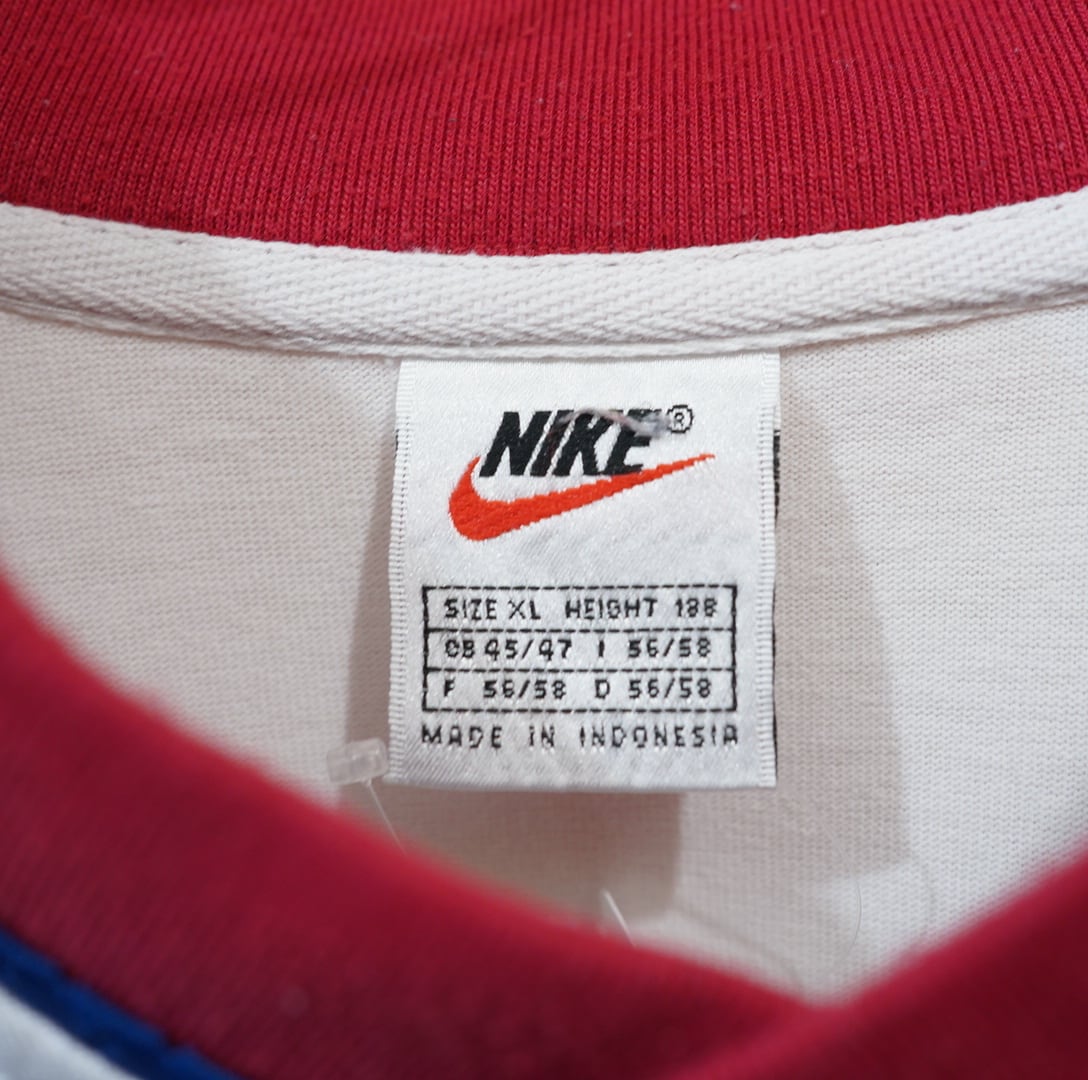 NIKE®
SIZE XL HEIGHT 188
GB 45/47 I 56/58
F 56/58 D 56/58
MADE IN INDONESIA